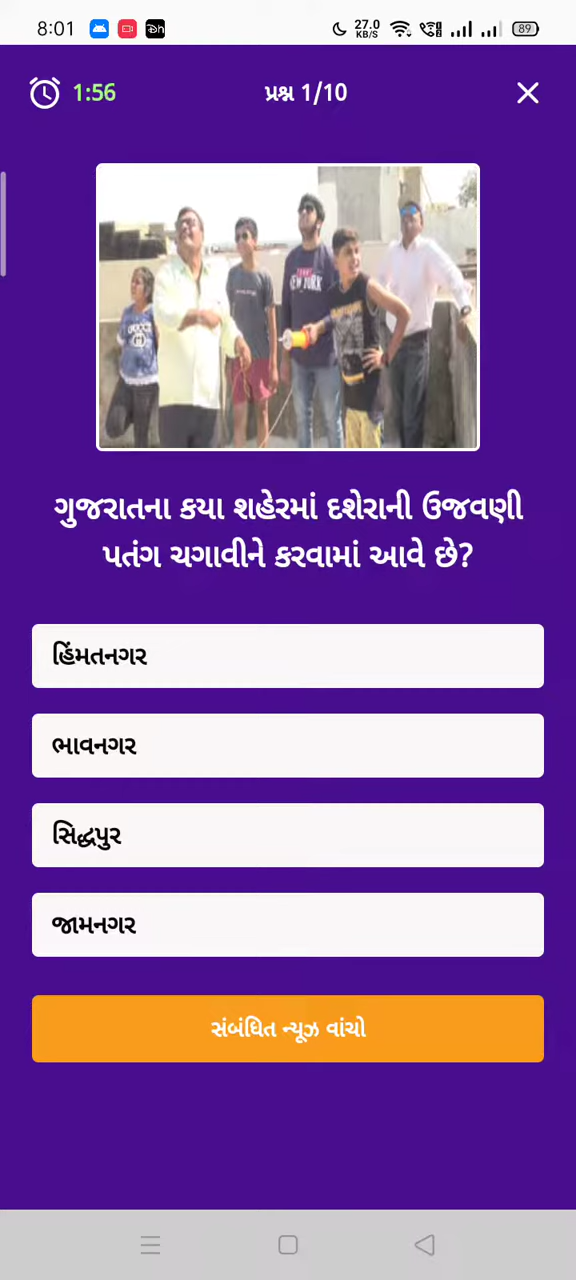 8:01
27.0
KB/S
89
1:56
પ્રશ્ન 1/10
NEW YORK
ગુજરાતના કયા શહેરમાં દશેરાની ઉજવણી
પતંગ ચગાવીને કરવામાં આવે છે?
હિંમતનગર
ભાવનગર
સિદ્ધપુર
જામનગર
સંબંધિત ન્યૂઝ વાંચો